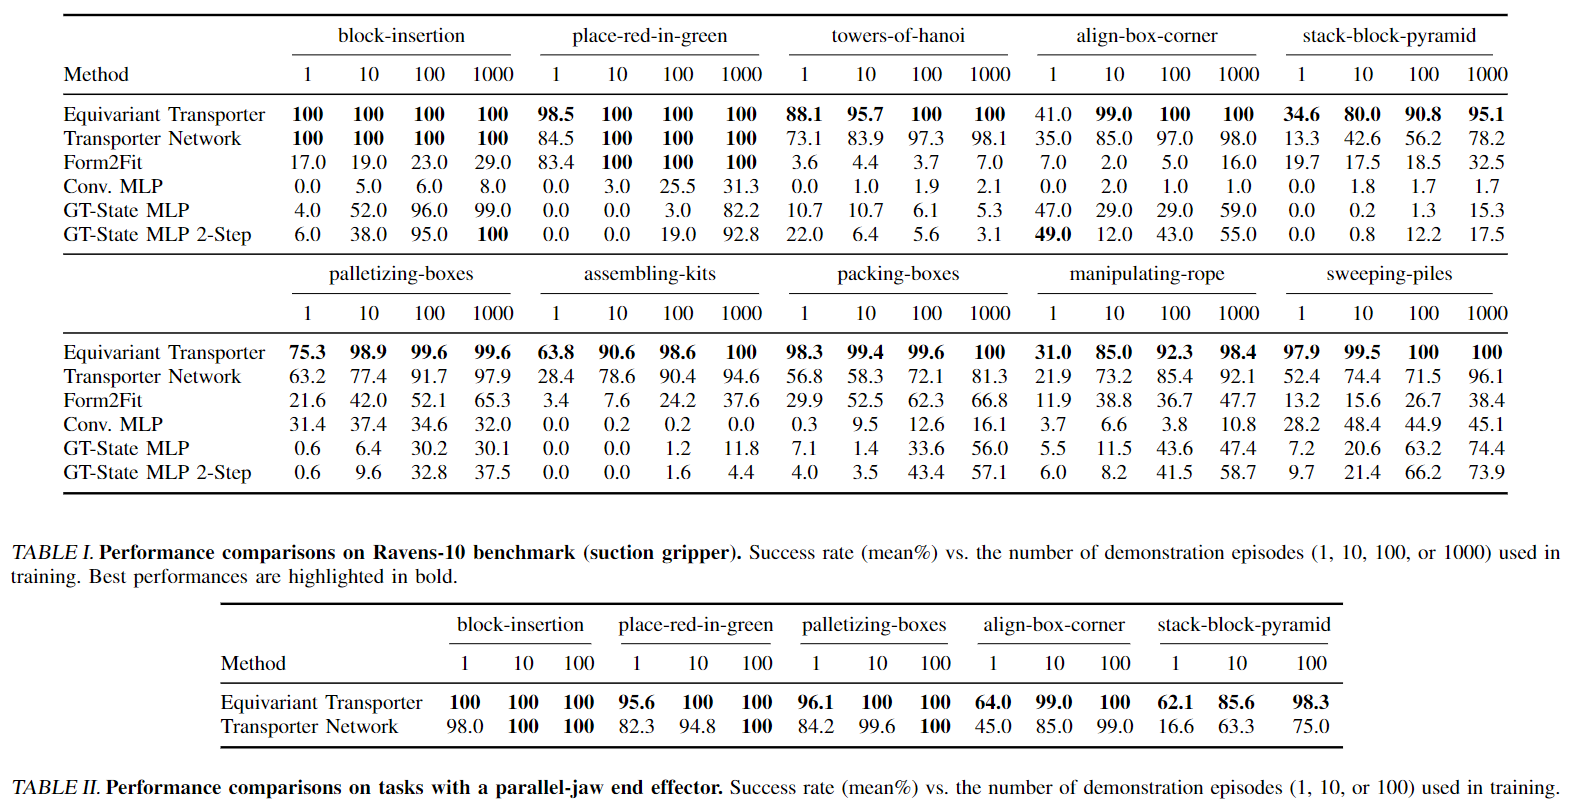 block-insertion place-red-in-green towers-of-hanoi align-box-corner stack-block-pyramid
Method 1 10 100 1000 1 10 100 1000 1 10 100 1000 1 10 100 1000 1 10 100 1000
Equivariant Transporter 100 100 100 100 98.5 100 100 100 88.1 95.7 100 100 41.0 99.0 100 100 34.6 80.0 90.8 95.1
Transporter Network 100 100 100 100 84.5 100 100 100 73.1 83.9 97.3 98.1 35.0 85.0 97.0 98.0 13.3 42.6 56.2 78.2
Form2Fit 17.0 19.0 23.0 29.0 83.4 100 100 100 3.6 4.4 3.7 7.0 7.0 2.0 5.0 16.0 19.7 17.5 18.5 32.5
Conv. MLP 0.0 5.0 6.0 8.0 0.0 3.0 25.5 31.3 0.0 1.0 1.9 2.1 0.0 2.0 1.0 1.0 0.0 1.8 1.7 1.7
GT-State MLP 4.0 52.0 96.0 99.0 0.0 0.0 3.0 82.2 10.7 10.7 6.1 5.3 47.0 29.0 29.0 59.0 0.0 0.2 1.3 15.3
GT-State MLP 2-Step 6.0 38.0 95.0 100 0.0 0.0 19.0 92.8 22.0 6.4 5.6 3.1 49.0 12.0 43.0 55.0 0.0 0.8 12.2 17.5
palletizing-boxes assembling-kits packing-boxes manipulating-rope sweeping-piles
1 10 100 1000 1 10 100 1000 1 10 100 1000 1 10 100 1000 1 10 100 1000
Equivariant Transporter 75.3 98.9 99.6 99.6 63.8 90.6 98.6 100 98.3 99.4 99.6 100 31.0 85.0 92.3 98.4 97.9 99.5 100 100
Transporter Network 63.2 77.4 91.7 97.9 28.4 78.6 90.4 94.6 56.8 58.3 72.1 81.3 21.9 73.2 85.4 92.1 52.4 74.4 71.5 96.1
Form2Fit 21.6 42.0 52.1 65.3 3.4 7.6 24.2 37.6 29.9 52.5 62.3 66.8 11.9 38.8 36.7 47.7 13.2 15.6 26.7 38.4
Conv. MLP 31.4 37.4 34.6 32.0 0.0 0.2 0.2 0.0 0.3 9.5 12.6 16.1 3.7 6.6 3.8 10.8 28.2 48.4 44.9 45.1
GT-State MLP 0.6 6.4 30.2 30.1 0.0 0.0 1.2 11.8 7.1 1.4 33.6 56.0 5.5 11.5 43.6 47.4 7.2 20.6 63.2 74.4
GT-State MLP 2-Step 0.6 9.6 32.8 37.5 0.0 0.0 1.6 4.4 4.0 3.5 43.4 57.1 6.0 8.2 41.5 58.7 9.7 21.4 66.2 73.9
TABLE I. Performance comparisons on Ravens-10 benchmark (suction gripper). Success rate (mean%) vs. the number of demonstration episodes (1, 10, 100, or 1000) used in
training. Best performances are highlighted in bold.
block-insertion place-red-in-green palletizing-boxes align-box-corner stack-block-pyramid
Method 1 10 100 1 10 100 1 10 100 1 10 100 1 10 100
Equivariant Transporter 100 100 100 95.6 100 100 96.1 100 100 64.0 99.0 100 62.1 85.6 98.3
Transporter Network 98.0 100 100 82.3 94.8 100 84.2 99.6 100 45.0 85.0 99.0 16.6 63.3 75.0
TABLE II. Performance comparisons on tasks with a parallel-jaw end effector. Success rate (mean%) vs. the number of demonstration episodes (1, 10, or 100) used in training.